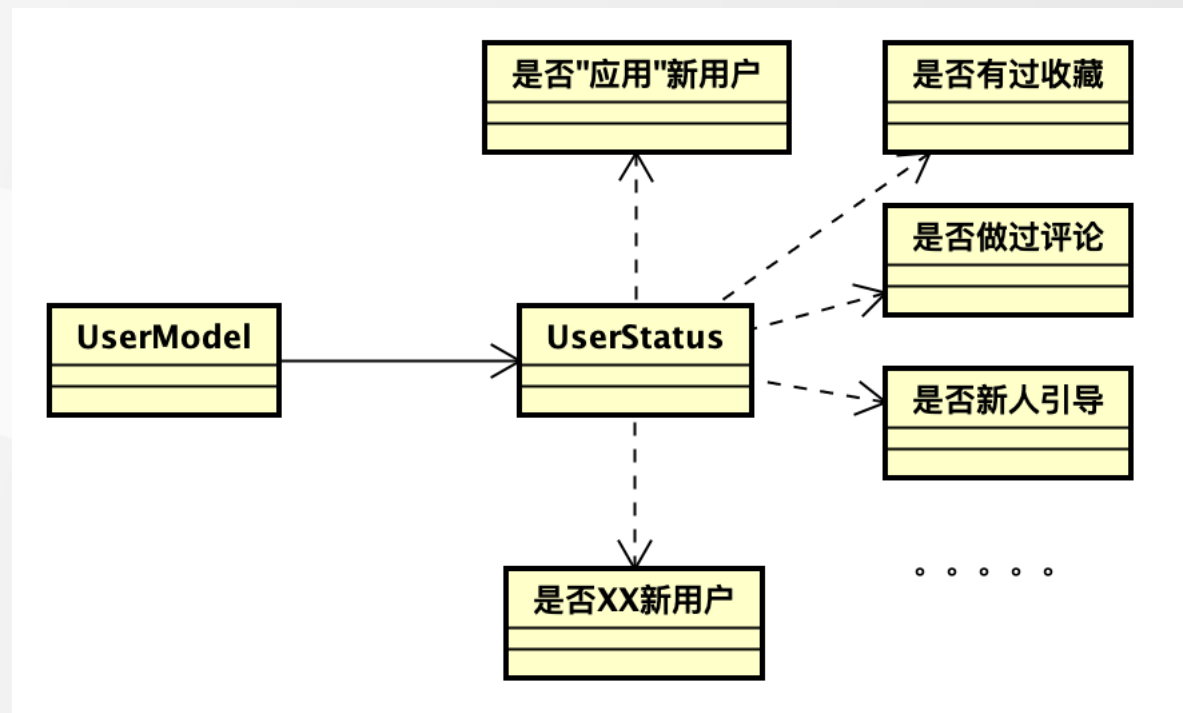 是否"应用"新用户
是否有过收藏
是否做过评论
UserModel
UserStatus
是否新人引导
是否XX新用户
。。。。。